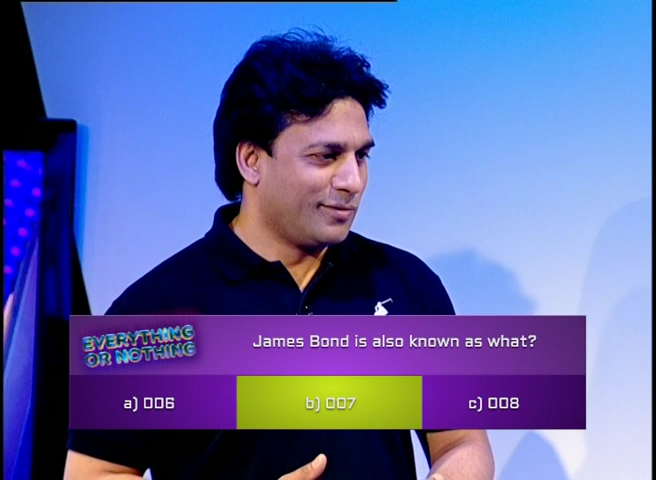 EVERYTHING
OR NOTHING
James Bond is also known as what?
a) 006
b) 007
c) 008